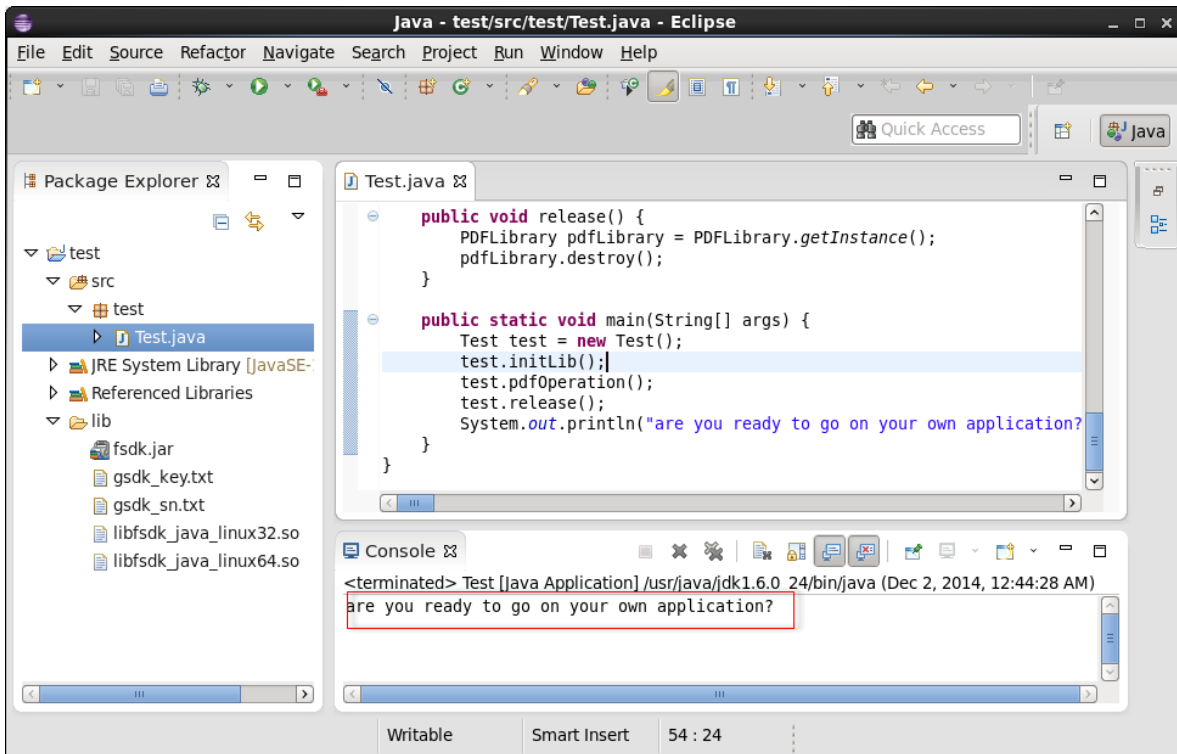 Java - test/src/test/Test.java - Eclipse
File Edit Source Refactor Navigate Search Project Run Window Help
Quick Access
Java
Package Explorer
test
src
test
Test.java
JRE System Library [JavaSE-
Referenced Libraries
lib
fsdk.jar
gsdk_key.txt
gsdk_sn.txt
libfsdk_java_linux32.so
libfsdk_java_linux64.so
Test.java
public void release() {
PDFLibrary pdfLibrary = PDFLibrary.getInstance();
pdfLibrary.destroy();
}
public static void main(String[] args) {
Test test = new Test();
test.initLib();
test.pdfOperation();
test.release();
System.out.println("are you ready to go on your own application?
}
}
Console
<terminated> Test [Java Application] /usr/java/jdk1.6.0_24/bin/java (Dec 2, 2014, 12:44:28 AM)
are you ready to go on your own application?
Writable Smart Insert 54 : 24